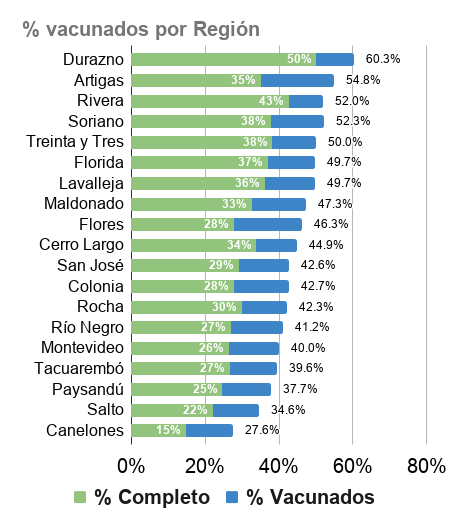 % vacunados por Región
Durazno 50% 60.3%
Artigas 35% 54.8%
Rivera 43% 52.0%
Soriano 38% 52.3%
Treinta y Tres 38% 50.0%
Florida 37% 49.7%
Lavalleja 36% 49.7%
Maldonado 33% 47.3%
Flores 28% 46.3%
Cerro Largo 34% 44.9%
San José 29% 42.6%
Colonia 28% 42.7%
Rocha 30% 42.3%
Río Negro 27% 41.2%
Montevideo 26% 40.0%
Tacuarembó 27% 39.6%
Paysandú 25% 37.7%
Salto 22% 34.6%
Canelones 15% 27.6%
0% 20% 40% 60% 80%
% Completo % Vacunados